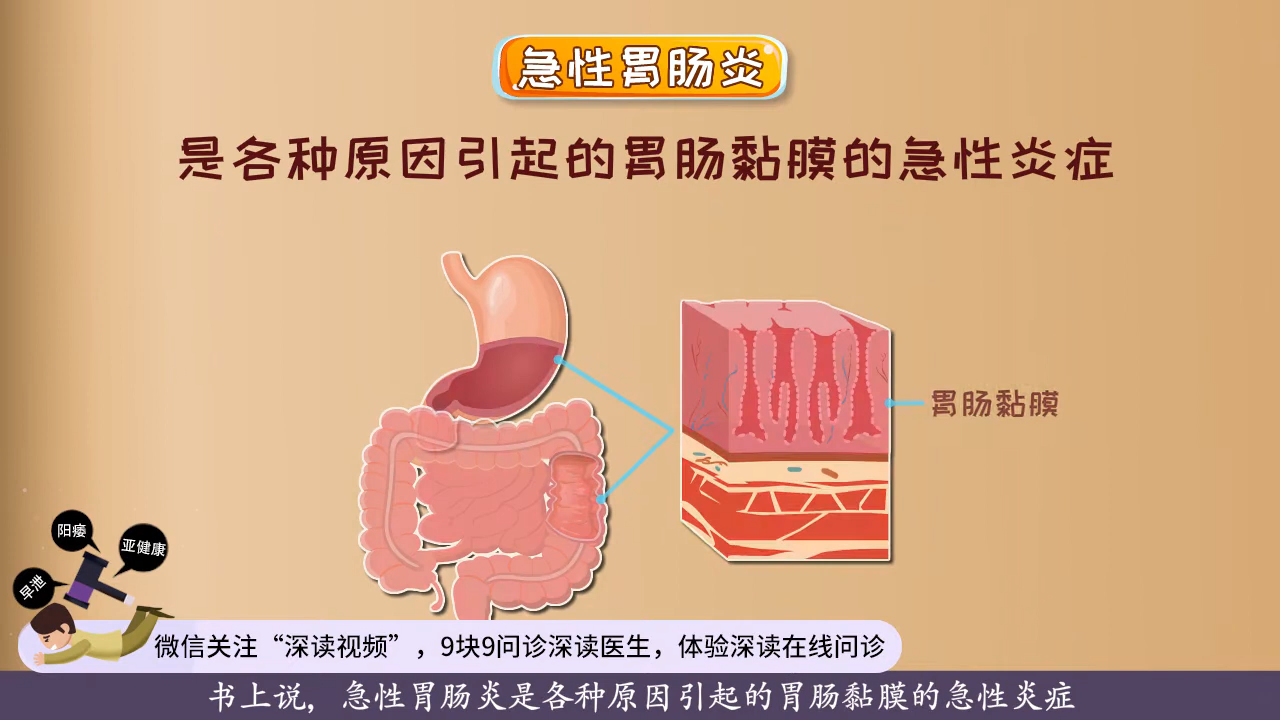 急性胃肠炎
是各种原因引起的胃肠黏膜的急性炎症
胃肠黏膜
阳痿
亚健康
早泄
微信关注“深读视频”，9块9问诊深读医生，体验深读在线问诊
书上说，急性胃肠炎是各种原因引起的胃肠黏膜的急性炎症